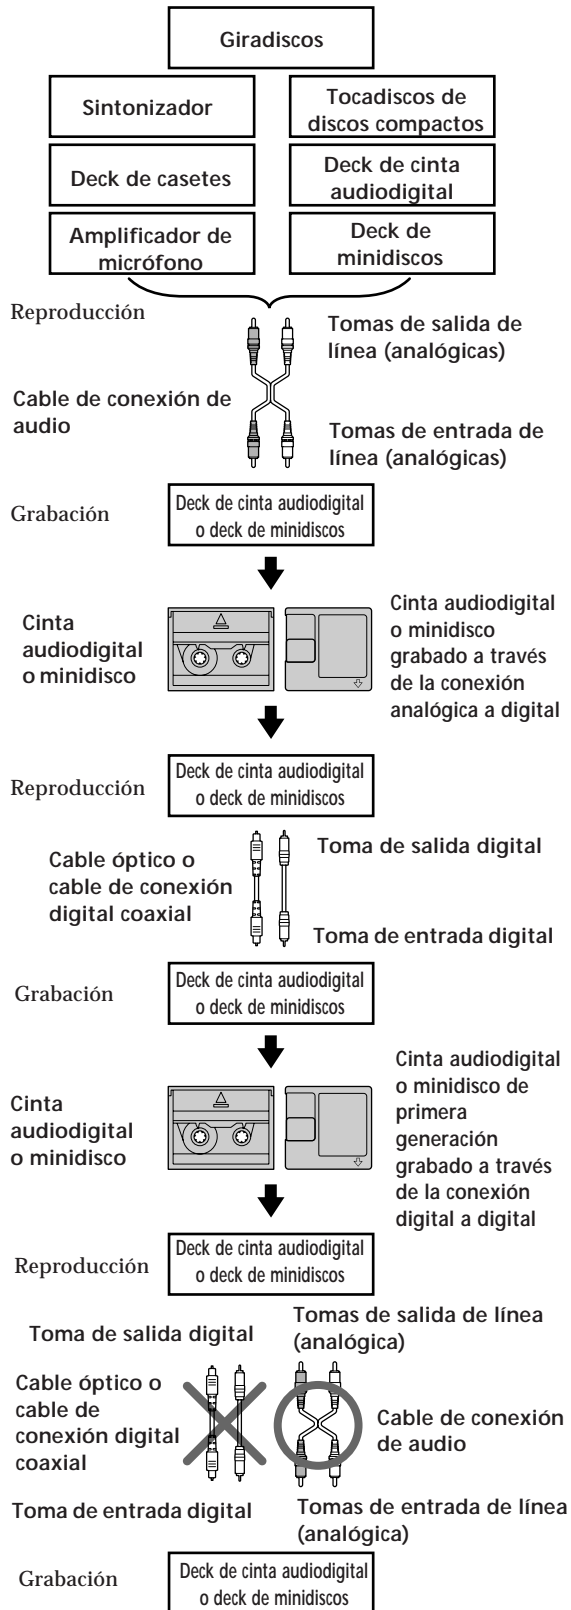 Giradiscos
Sintonizador
Tocadiscos de
discos compactos
Deck de casetes
Deck de cinta
audiodigital
Amplificador de
micrófono
Deck de
minidiscos
Reproducción
Tomas de salida de
línea (analógicas)
Cable de conexión de
audio
Tomas de entrada de
línea (analógicas)
Grabación
Deck de cinta audiodigital
o deck de minidiscos
Cinta
audiodigital
o minidisco
Cinta audiodigital
o minidisco
grabado a través
de la conexión
analógica a digital
Reproducción
Deck de cinta audiodigital
o deck de minidiscos
Cable óptico o
cable de conexión
digital coaxial
Toma de salida digital
Toma de entrada digital
Grabación
Deck de cinta audiodigital
o deck de minidiscos
Cinta
audiodigital
o minidisco
Cinta audiodigital
o minidisco de
primera
generación
grabado a través
de la conexión
digital a digital
Reproducción
Deck de cinta audiodigital
o deck de minidiscos
Toma de salida digital
Tomas de salida de línea
(analógica)
Cable óptico o
cable de
conexión digital
coaxial
Cable de conexión
de audio
Toma de entrada digital
Tomas de entrada de línea
(analógica)
Grabación
Deck de cinta audiodigital
o deck de minidiscos